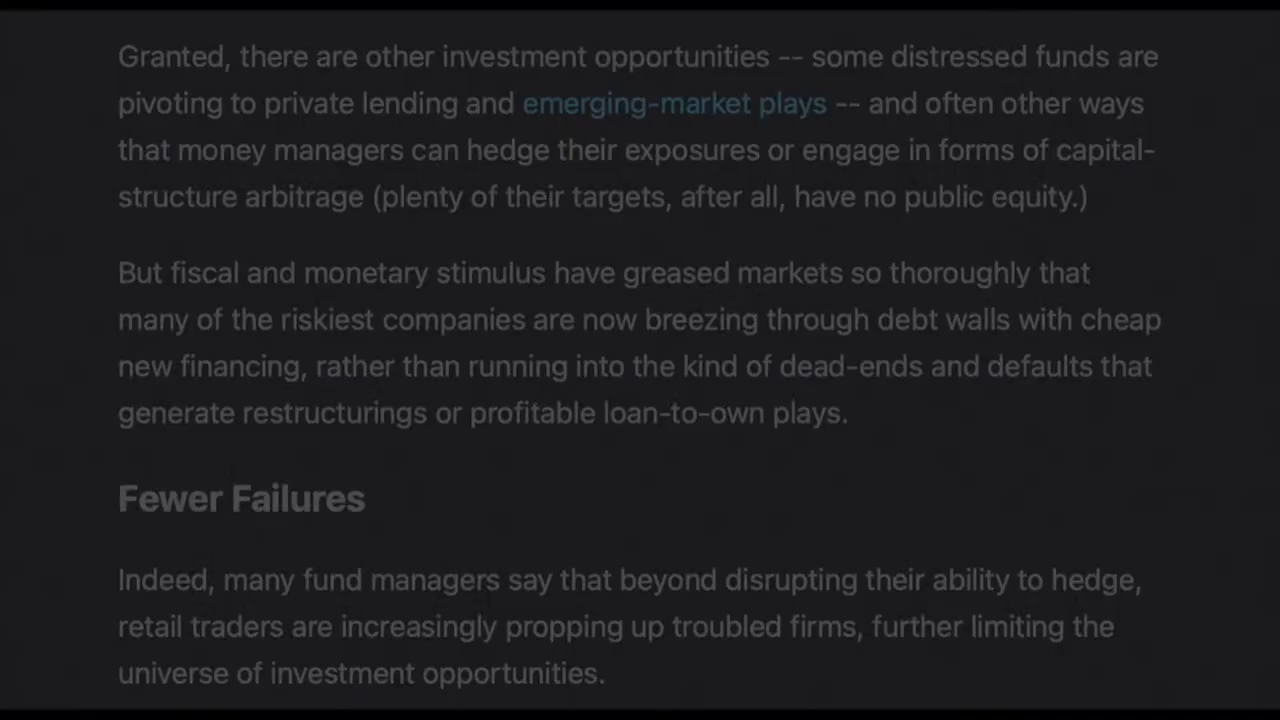 Granted, there are other investment opportunities -- some distressed funds are
pivoting to private lending and emerging-market plays -- and often other ways
that money managers can hedge their exposures or engage in forms of capital-
structure arbitrage (plenty of their targets, after all, have no public equity.)
But fiscal and monetary stimulus have greased markets so thoroughly that
many of the riskiest companies are now breezing through debt walls with cheap
new financing, rather than running into the kind of dead-ends and defaults that
generate restructurings or profitable loan-to-own plays.
Fewer Failures
Indeed, many fund managers say that beyond disrupting their ability to hedge,
retail traders are increasingly propping up troubled firms, further limiting the
universe of investment opportunities.